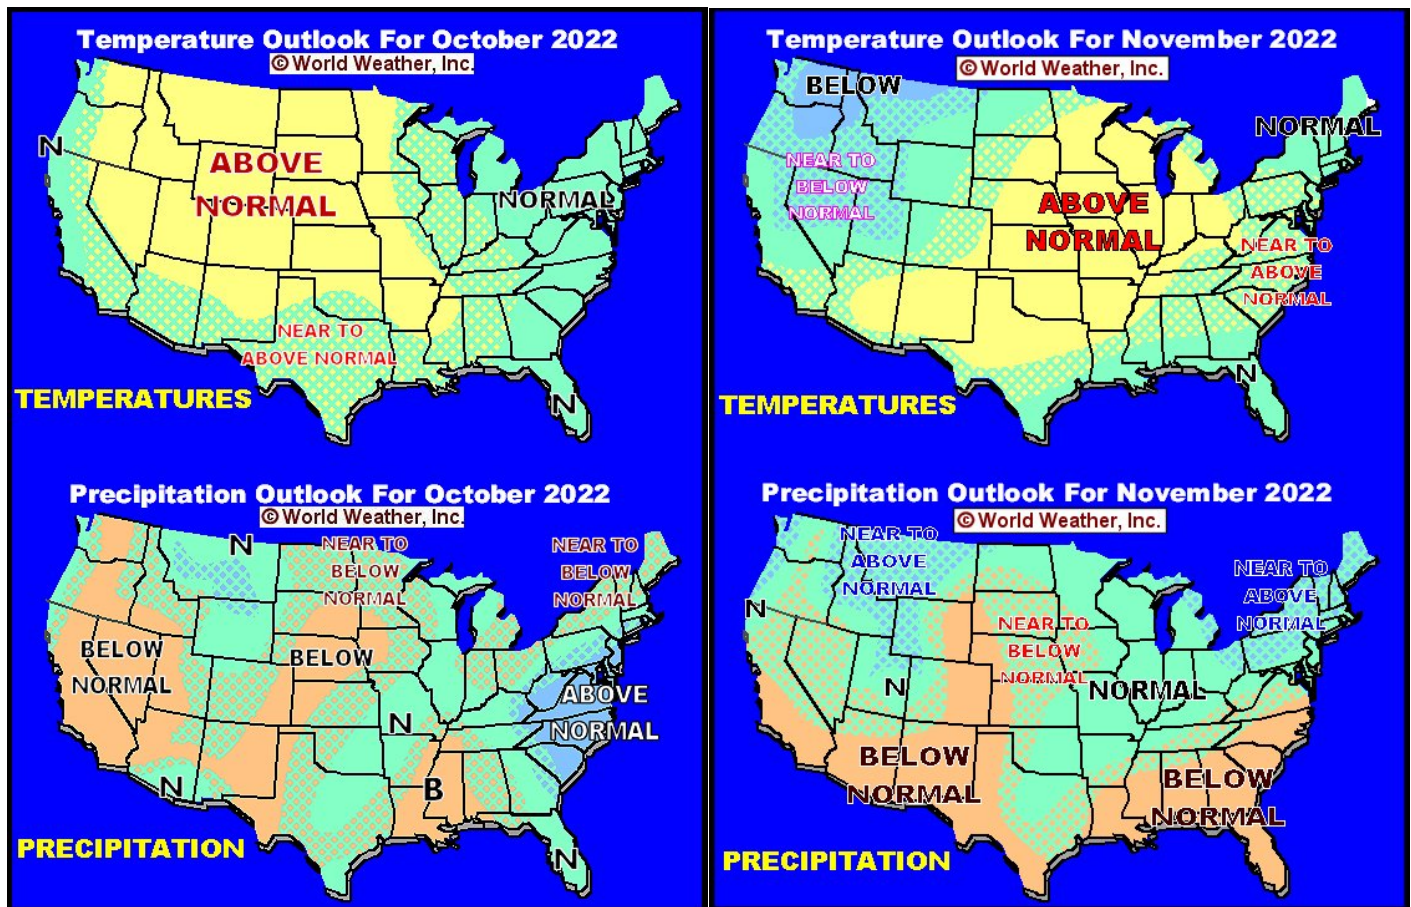 Temperature Outlook For October 2022
© World Weather, Inc.
N
ABOVE
NORMAL
NORMAL
NEAR TO
ABOVE NORMAL
N
TEMPERATURES
Temperature Outlook For November 2022
© World Weather, Inc.
BELOW
NORMAL
NEAR TO
BELOW
NORMAL
ABOVE
NORMAL
NEAR TO
ABOVE
NORMAL
N
TEMPERATURES
Precipitation Outlook For October 2022
© World Weather, Inc.
N
NEAR TO
BELOW
NORMAL
NEAR TO
BELOW
NORMAL
BELOW
NORMAL
BELOW
ABOVE
NORMAL
N
N
B
N
PRECIPITATION
Precipitation Outlook For November 2022
© World Weather, Inc.
NEAR TO
ABOVE
NORMAL
NEAR TO
ABOVE
NORMAL
N
NEAR TO
BELOW
NORMAL
N
NORMAL
BELOW
NORMAL
BELOW
NORMAL
PRECIPITATION